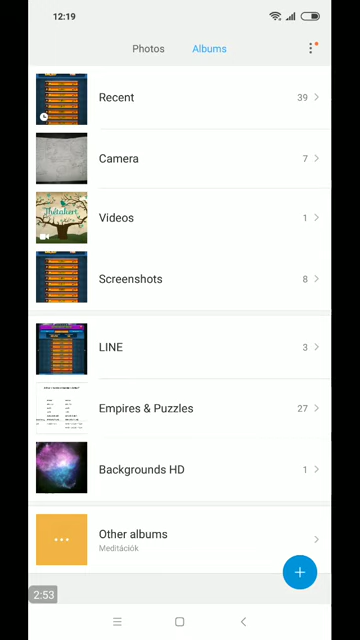 12:19
Photos
Albums
Recent
39
Camera
7
Thetakeri
Videos
1
Screenshots
8
LINE
3
Empires & Puzzles
27
Backgrounds HD
1
Other albums
Meditációk
2:53